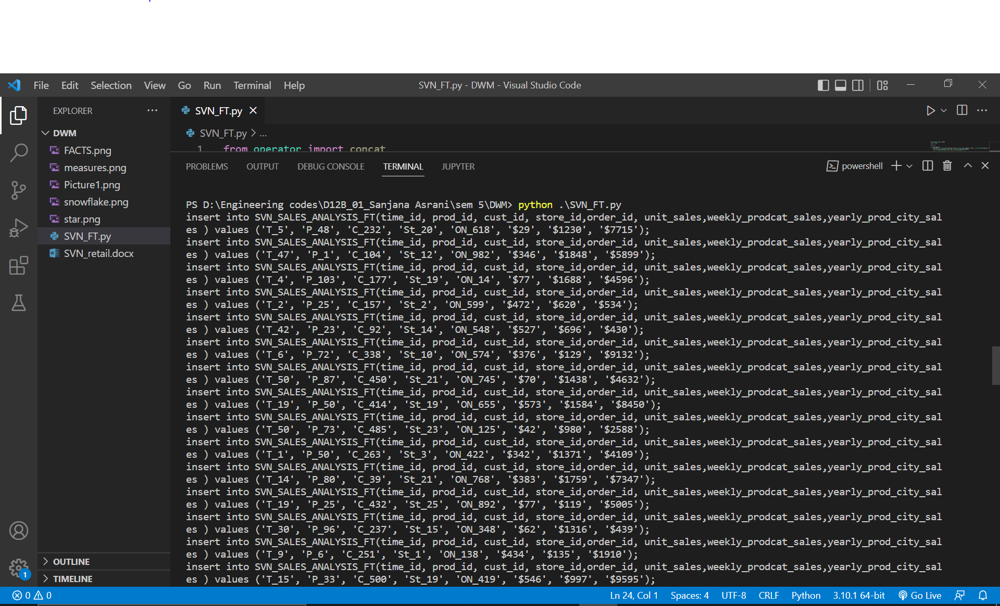 File Edit Selection View Go Run Terminal Help
SVN_FT.py - DWM - Visual Studio Code
EXPLORER
DWM
FACTS.png
measures.png
Picture1.png
snowflake.png
star.png
SVN_FT.py
SVN_retail.docx
OUTLINE
TIMELINE
SVN_FT.py
SVN_FT.py > ...
1 from operator import concat
PROBLEMS OUTPUT DEBUG CONSOLE TERMINAL JUPYTER
powershell
PS D:\Engineering codes\D12B_01_Sanjana Asrani\sem 5\DWM> python .\SVN_FT.py
insert into SVN_SALES_ANALYSIS_FT(time_id, prod_id, cust_id, store_id,order_id, unit_sales,weekly_prodcat_sales,yearly_prod_city_sal
es ) values ('T_5', 'P_48', 'C_232', 'St_20', 'ON_618', '$29', '$1230', '$7715');
insert into SVN_SALES_ANALYSIS_FT(time_id, prod_id, cust_id, store_id,order_id, unit_sales,weekly_prodcat_sales,yearly_prod_city_sal
es ) values ('T_47', 'P_1', 'C_104', 'St_12', 'ON_982', '$346', '$1848', '$5899');
insert into SVN_SALES_ANALYSIS_FT(time_id, prod_id, cust_id, store_id,order_id, unit_sales,weekly_prodcat_sales,yearly_prod_city_sal
es ) values ('T_4', 'P_103', 'C_177', 'St_19', 'ON_14', '$77', '$1688', '$4596');
insert into SVN_SALES_ANALYSIS_FT(time_id, prod_id, cust_id, store_id,order_id, unit_sales,weekly_prodcat_sales,yearly_prod_city_sal
es ) values ('T_2', 'P_25', 'C_157', 'St_2', 'ON_599', '$472', '$620', '$534');
insert into SVN_SALES_ANALYSIS_FT(time_id, prod_id, cust_id, store_id,order_id, unit_sales,weekly_prodcat_sales,yearly_prod_city_sal
es ) values ('T_42', 'P_23', 'C_92', 'St_14', 'ON_548', '$527', '$696', '$430');
insert into SVN_SALES_ANALYSIS_FT(time_id, prod_id, cust_id, store_id,order_id, unit_sales,weekly_prodcat_sales,yearly_prod_city_sal
es ) values ('T_6', 'P_72', 'C_338', 'St_10', 'ON_574', '$376', '$129', '$9132');
insert into SVN_SALES_ANALYSIS_FT(time_id, prod_id, cust_id, store_id,order_id, unit_sales,weekly_prodcat_sales,yearly_prod_city_sal
es ) values ('T_50', 'P_87', 'C_450', 'St_21', 'ON_745', '$70', '$1438', '$4632');
insert into SVN_SALES_ANALYSIS_FT(time_id, prod_id, cust_id, store_id,order_id, unit_sales,weekly_prodcat_sales,yearly_prod_city_sal
es ) values ('T_19', 'P_50', 'C_414', 'St_19', 'ON_655', '$573', '$1584', '$8450');
insert into SVN_SALES_ANALYSIS_FT(time_id, prod_id, cust_id, store_id,order_id, unit_sales,weekly_prodcat_sales,yearly_prod_city_sal
es ) values ('T_50', 'P_73', 'C_485', 'St_23', 'ON_125', '$42', '$980', '$2588');
insert into SVN_SALES_ANALYSIS_FT(time_id, prod_id, cust_id, store_id,order_id, unit_sales,weekly_prodcat_sales,yearly_prod_city_sal
es ) values ('T_1', 'P_50', 'C_263', 'St_3', 'ON_422', '$342', '$1371', '$4109');
insert into SVN_SALES_ANALYSIS_FT(time_id, prod_id, cust_id, store_id,order_id, unit_sales,weekly_prodcat_sales,yearly_prod_city_sal
es ) values ('T_14', 'P_80', 'C_39', 'St_21', 'ON_768', '$383', '$1759', '$7347');
insert into SVN_SALES_ANALYSIS_FT(time_id, prod_id, cust_id, store_id,order_id, unit_sales,weekly_prodcat_sales,yearly_prod_city_sal
es ) values ('T_19', 'P_25', 'C_432', 'St_25', 'ON_892', '$77', '$119', '$5005');
insert into SVN_SALES_ANALYSIS_FT(time_id, prod_id, cust_id, store_id,order_id, unit_sales,weekly_prodcat_sales,yearly_prod_city_sal
es ) values ('T_30', 'P_96', 'C_237', 'St_15', 'ON_348', '$62', '$1316', '$439');
insert into SVN_SALES_ANALYSIS_FT(time_id, prod_id, cust_id, store_id,order_id, unit_sales,weekly_prodcat_sales,yearly_prod_city_sal
es ) values ('T_9', 'P_6', 'C_251', 'St_1', 'ON_138', '$434', '$135', '$1910');
insert into SVN_SALES_ANALYSIS_FT(time_id, prod_id, cust_id, store_id,order_id, unit_sales,weekly_prodcat_sales,yearly_prod_city_sal
es ) values ('T_15', 'P_33', 'C_500', 'St_19', 'ON_419', '$546', '$997', '$9595');
1
0 0 Ln 24, Col 1 Spaces: 4 UTF-8 CRLF Python 3.10.1 64-bit Go Live